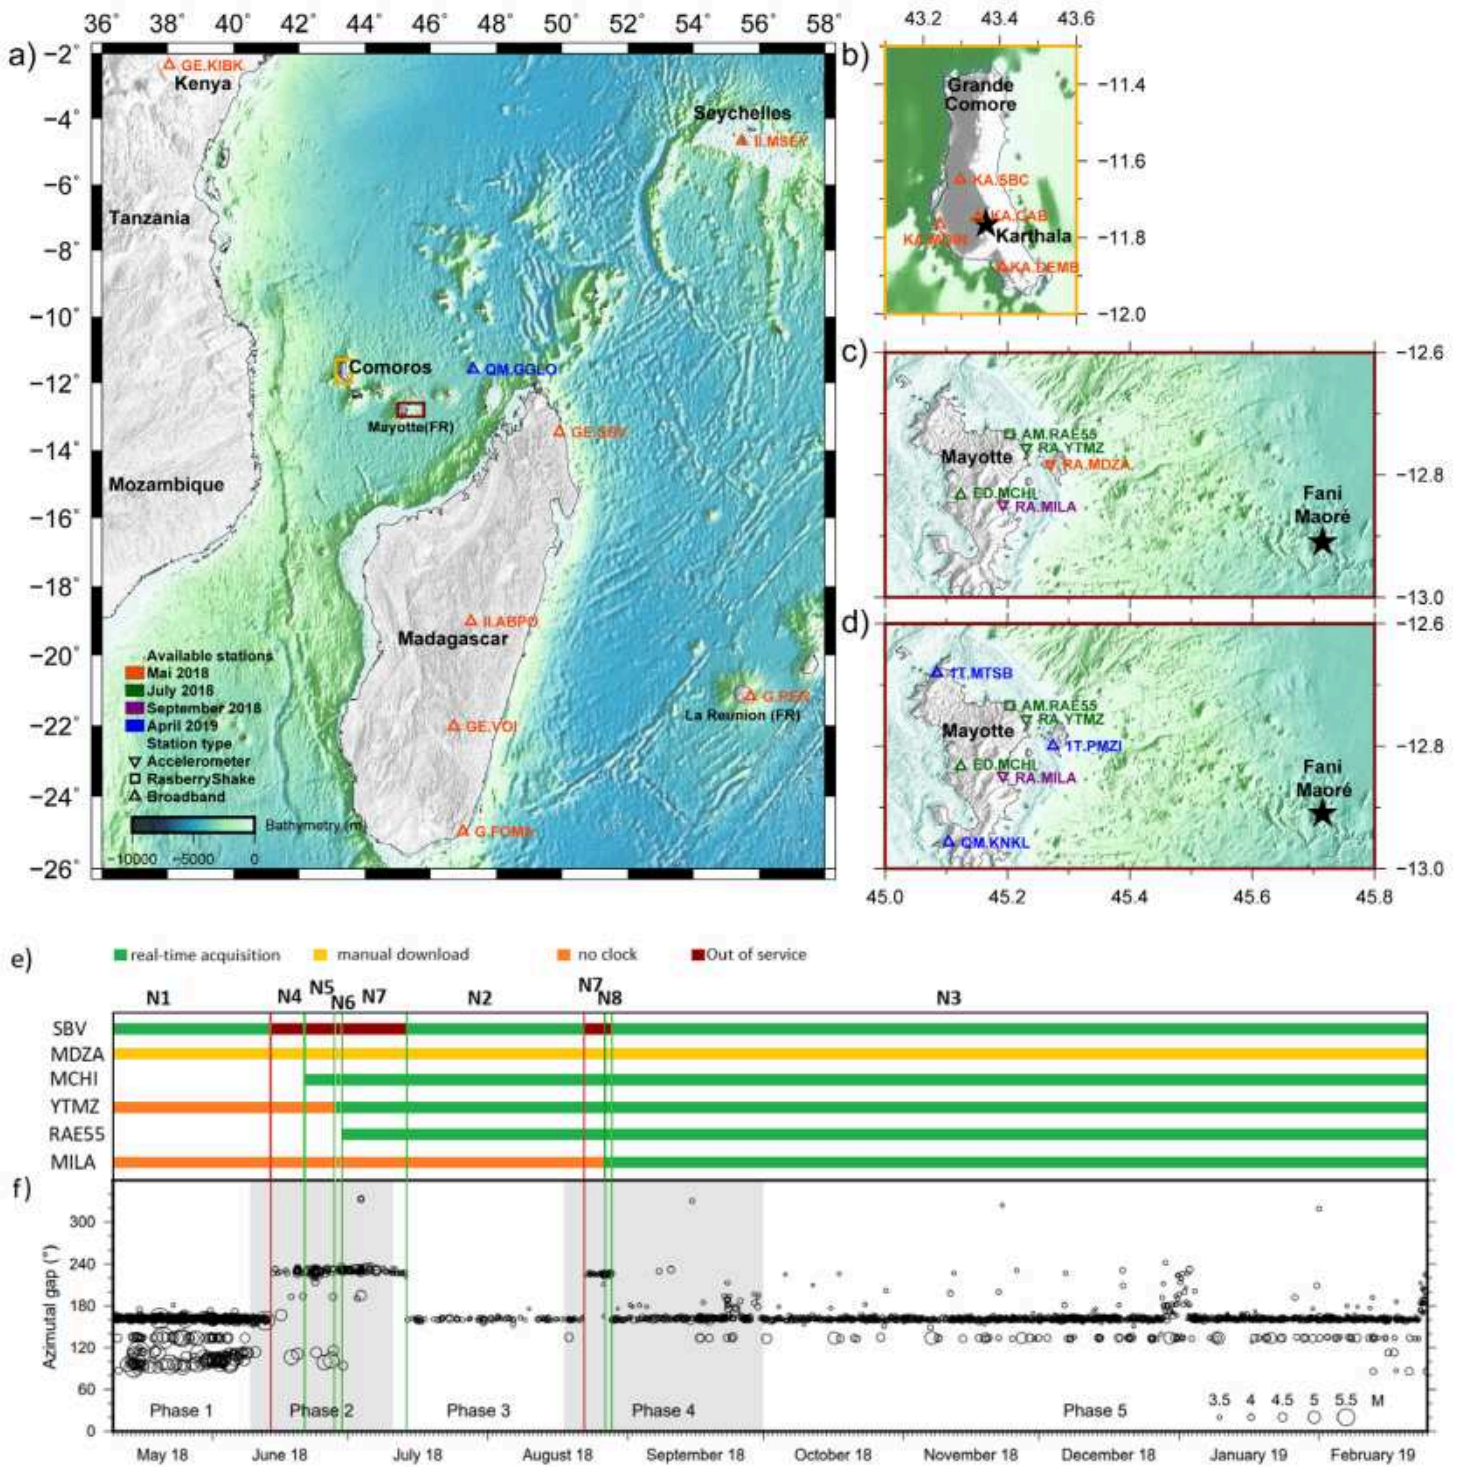 36 40 42 44 46 48 50° 52° 54° 56° 58°
a)
−2°
−4°
−6°
−8°
−10°
−12°
−14°
−16°
−18°
−20°
−22°
−24°
−26°
GE.KIBK
Kenya
Seychelles
II.MSEY
Tanzania
Comoros
QM.GGLO
Mayotte(FR)
GE.SBV
Mozambique
II.ABPO
Madagascar
G.RER
La Reunion (FR)
GE.VOI
G.FOMA
Available stations
Mai 2018
July 2018
September 2018
April 2019
Station type
Accelerometer
RasberryShake
Broadband
Bathymetry (m)
−10000 −5000 0
b)
43.2 43.4 43.6
−11.4
−11.6
−11.8
−12.0
Grande
Comore
KA.SBC
KA.CAB
Karthala
KA.DEMB
c)
−12.6
−12.8
−13.0
AM.RAE55
RA.YTMZ
Mayotte
RA.MDZA
ED.MCHI
RA.MILA
Fani
Maoré
d)
−12.6
−12.8
−13.0
1T.MTSB
AM.RAE55
RA.YTMZ
Mayotte
1T.PMZI
ED.MCHI
RA.MILA
Fani
Maoré
QM.KNKL
45.0 45.2 45.4 45.6 45.8
e)
real-time acquisition manual download no clock Out of service
N1 N4 N5 N6 N7 N2 N7 N8 N3
SBV
MDZA
MCHI
YTMZ
RAE55
MILA
f)
Azimutal gap (°)
300
240
180
120
60
0
Phase 1 Phase 2 Phase 3 Phase 4 Phase 5
3.5 4 4.5 5 5.5 M
May 18 June 18 July 18 August 18 September 18 October 18 November 18 December 18 January 19 February 19